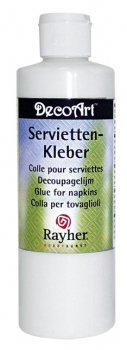 DecoArt
Servietten-
Kleber
Colle pour serviettes
Decoupagelijm
Glue for napkins
Colla per tovaglioli
Rayher